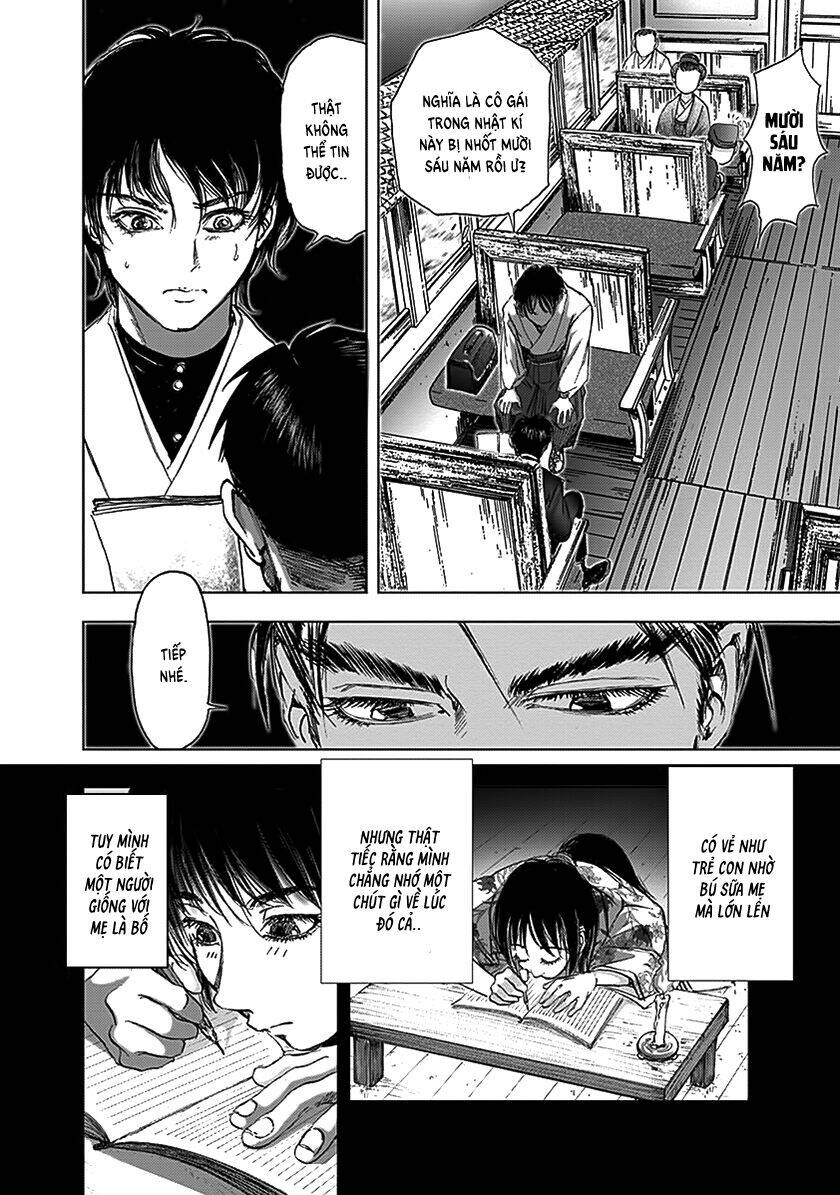 MƯỜI
SÁU
NĂM?
NGHĨA LÀ CÔ GÁI
TRONG NHẬT KÍ
NÀY BỊ NHỐT MƯỜI
SÁU NĂM RỒI Ư?
THẬT
KHÔNG
THỂ TIN
ĐƯỢC..
TIẾP
NHÉ.
CÓ VẺ NHƯ
TRẺ CON NHỜ
BÚ SỮA MẸ
MÀ LỚN LÊN
NHƯNG THẬT
TIẾC RẰNG MÌNH
CHẲNG NHỚ MỘT
CHÚT GÌ VỀ LÚC
ĐÓ CẢ..
TUY MÌNH
CÓ BIẾT
MỘT NGƯỜI
GIỐNG VỚI
MẸ LÀ BỐ